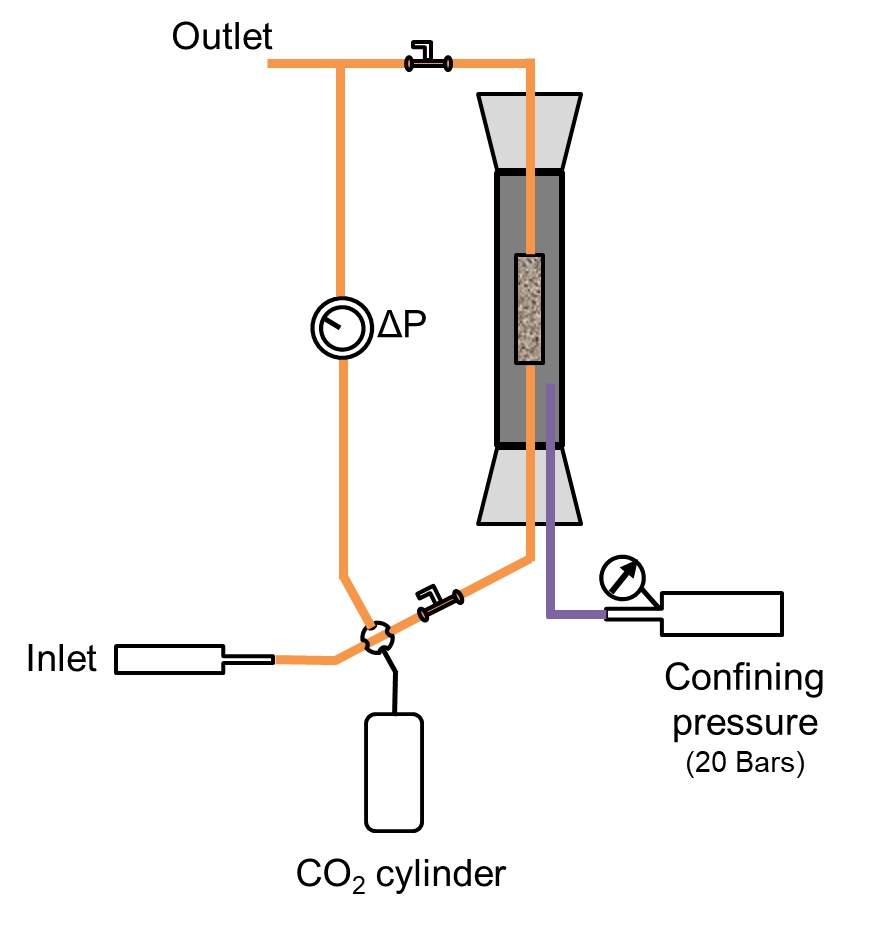 Outlet
ΔP
Inlet
Confining
pressure
(20 Bars)
CO₂ cylinder